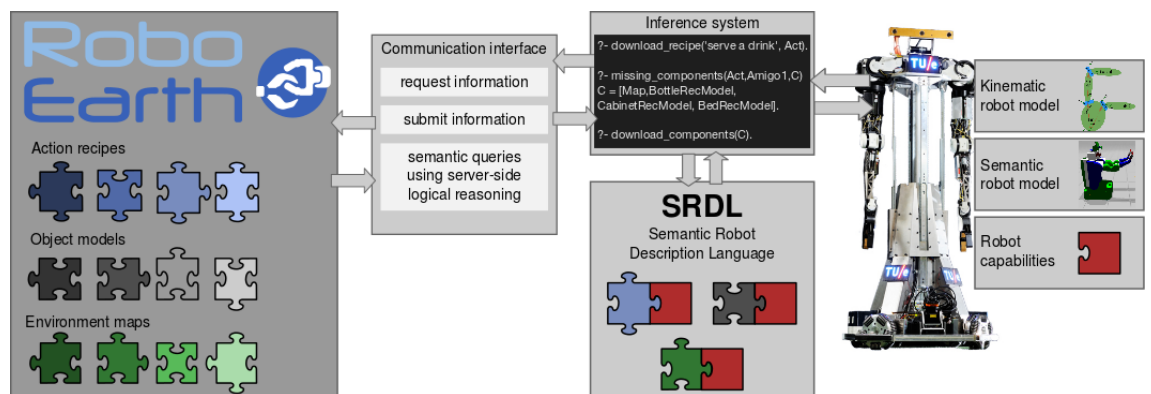 Robo
Earth
Action recipes
Object models
Environment maps
Communication interface
request information
submit information
semantic queries
using server-side
logical reasoning
Inference system
?- download_recipe('serve a drink', Act).
?- missing_components(Act,Amigo1,C)
C = [Map,BottleRecModel,
CabinetRecModel, BedRecModel].
?- download_components(C).
SRDL
Semantic Robot
Description Language
TU/e
TU/e
TU/e
Kinematic
robot model
Semantic
robot model
Robot
capabilities